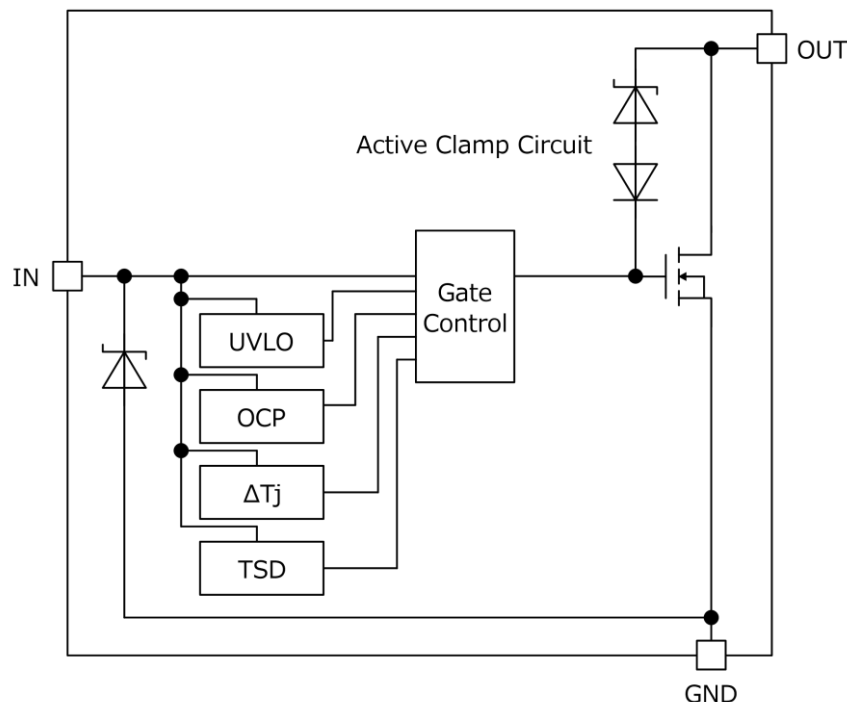 OUT
Active Clamp Circuit
IN
Gate
Control
UVLO
OCP
ΔTj
TSD
GND